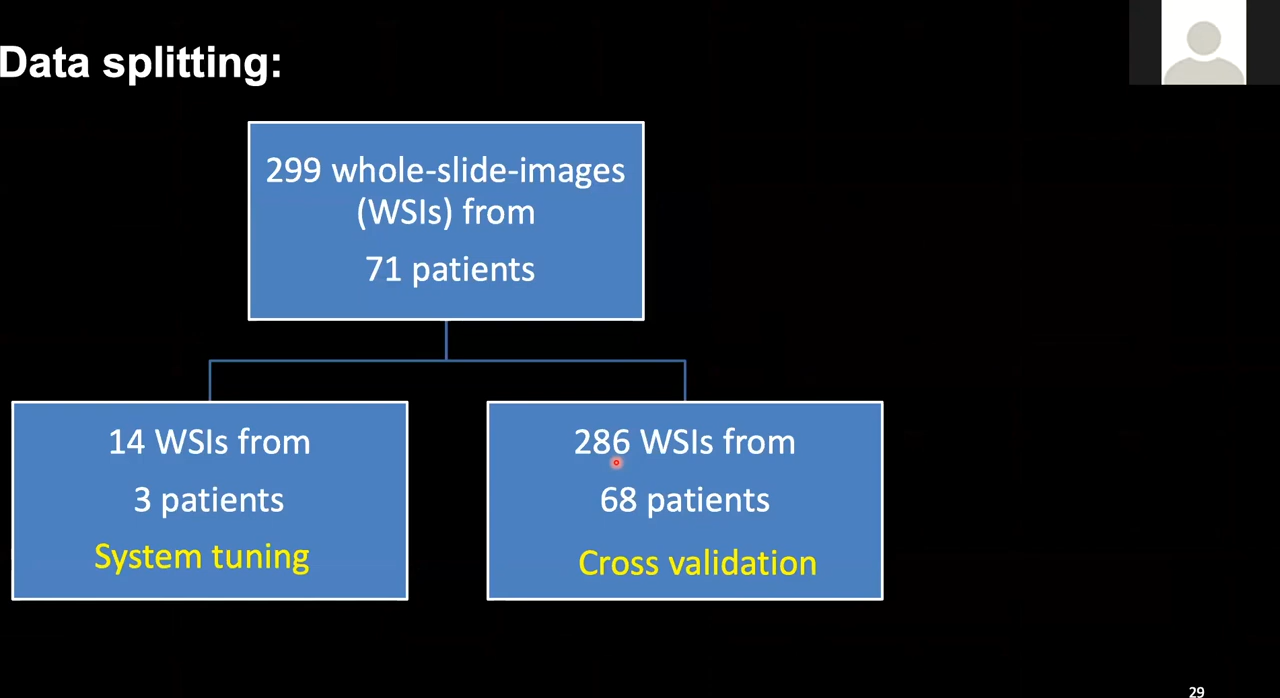 Data splitting:
299 whole-slide-images
(WSIs) from
71 patients
14 WSIs from
3 patients
System tuning
286 WSIs from
68 patients
Cross validation
29